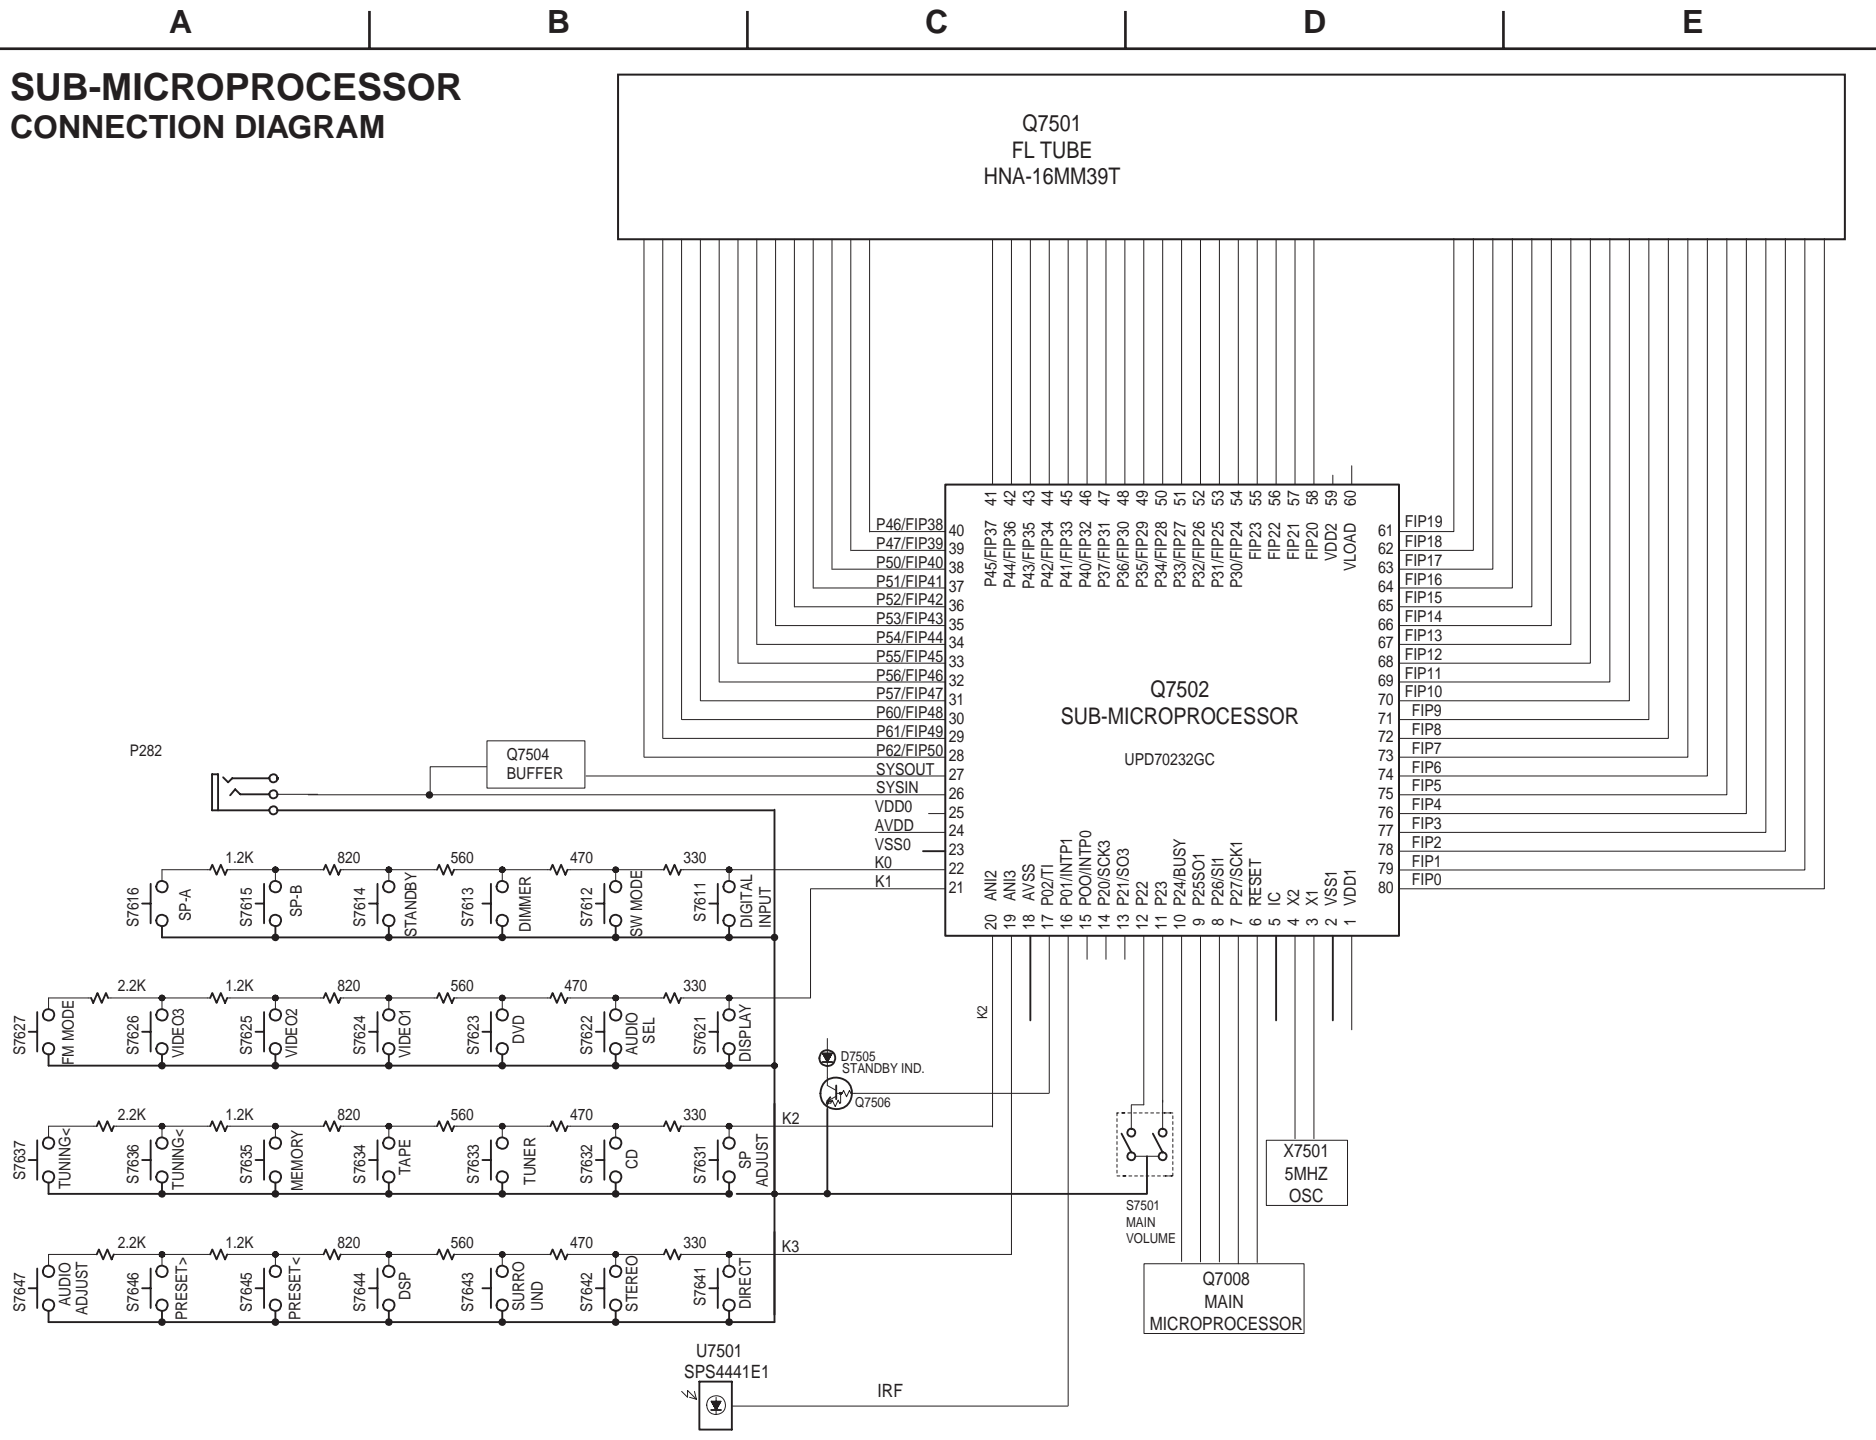 A B C D E
SUB-MICROPROCESSOR
CONNECTION DIAGRAM
Q7501
FL TUBE
HNA-16MM39T
41 42 43 44 45 46 47 48 49 50 51 52 53 54 55 56 57 58 59 60
P45/FIP37
P44/FIP36
P43/FIP35
P42/FIP34
P41/FIP33
P40/FIP32
P37/FIP31
P36/FIP30
P35/FIP29
P34/FIP28
P33/FIP27
P32/FIP26
P31/FIP25
P30/FIP24
FIP23
FIP22
FIP21
FIP20
VDD2
VLOAD
P46/FIP38 40
P47/FIP39 39
P50/FIP40 38
P51/FIP41 37
P52/FIP42 36
P53/FIP43 35
P54/FIP44 34
P55/FIP45 33
P56/FIP46 32
P57/FIP47 31
P60/FIP48 30
P61/FIP49 29
P62/FIP50 28
SYSOUT 27
SYSIN 26
VDD0 25
AVDD 24
VSS0 23
K0 22
K1 21
61 FIP19
62 FIP18
63 FIP17
64 FIP16
65 FIP15
66 FIP14
67 FIP13
68 FIP12
69 FIP11
70 FIP10
71 FIP9
72 FIP8
73 FIP7
74 FIP6
75 FIP5
76 FIP4
77 FIP3
78 FIP2
79 FIP1
80 FIP0
Q7502
SUB-MICROPROCESSOR
UPD70232GC
20 ANI2
19 ANI3
18 AVSS
17 P02/TI
16 P01/INTP1
15 POO/INTP0
14 P20/SCK3
13 P21/SO3
12 P22
11 P23
10 P24/BUSY
9 P25SO1
8 P26/SI1
7 P27/SCK1
6 RESET
5 IC
4 X2
3 X1
2 VSS1
1 VDD1
P282
Q7504
BUFFER
1.2K 820 560 470 330
S7616 SP-A
S7615 SP-B
S7614 STANDBY
S7613 DIMMER
S7612 SW MODE
S7611 DIGITAL
INPUT
2.2K 1.2K 820 560 470 330
S7627 FM MODE
S7626 VIDEO3
S7625 VIDEO2
S7624 VIDEO1
S7623 DVD
S7622 AUDIO
SEL
S7621 DISPLAY
K2
D7505
STANDBY IND.
Q7506
2.2K 1.2K 820 560 470 330 K2
S7637 TUNING<
S7636 TUNING<
S7635 MEMORY
S7634 TAPE
S7633 TUNER
S7632 CD
S7631 SP
ADJUST
S7501
MAIN
VOLUME
X7501
5MHZ
OSC
2.2K 1.2K 820 560 470 330 K3
S7647 AUDIO
ADJUST
S7646 PRESET>
S7645 PRESET<
S7644 DSP
S7643 SURRO
UND
S7642 STEREO
S7641 DIRECT
Q7008
MAIN
MICROPROCESSOR
U7501
SPS4441E1
IRF